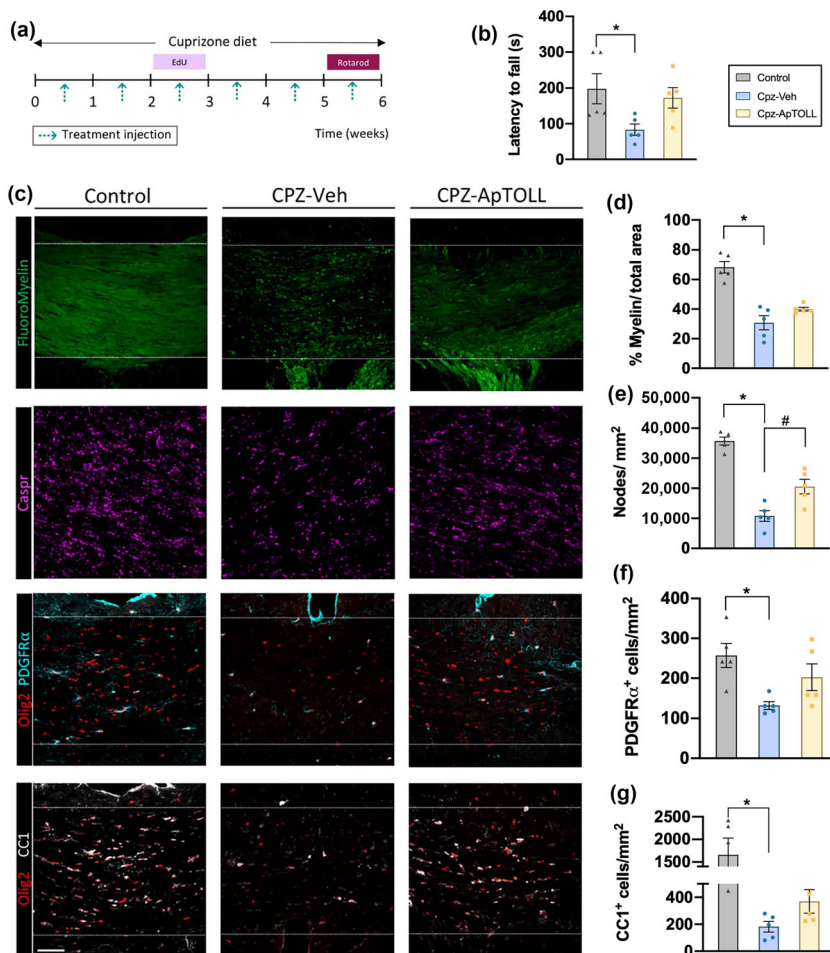 (a)
Cuprizone diet
EdU
Rotarod
0 1 2 3 4 5 6
Treatment injection
Time (weeks)
(b)
Latency to fall (s)
400
300
200
100
0
*
Control
Cpz-Veh
Cpz-ApTOLL
(c)
Control
CPZ-Veh
CPZ-ApTOLL
FluoroMyelin
Caspr
Olig2 PDGFRα
Olig2 CC1
(d)
% Myelin/ total area
100
80
60
40
20
0
*
(e)
Nodes/ mm²
50,000
40,000
30,000
20,000
10,000
0
*
#
(f)
PDGFRα⁺ cells/mm²
400
300
200
100
0
*
(g)
CC1⁺ cells/mm²
2500
2000
1500
400
200
0
*